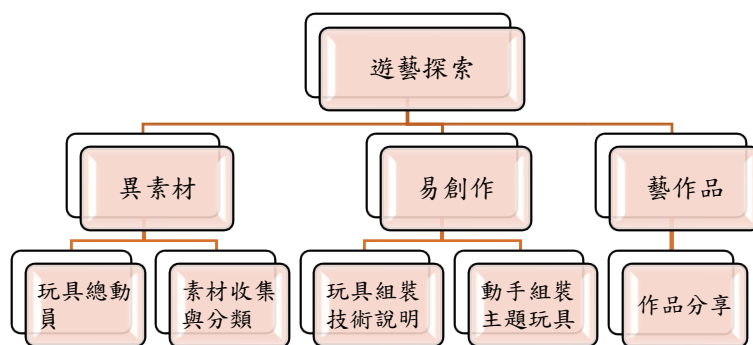 遊藝探索
異素材
易創作
藝作品
玩具總動
員
素材收集
與分類
玩具組裝
技術說明
動手組裝
主題玩具
作品分享